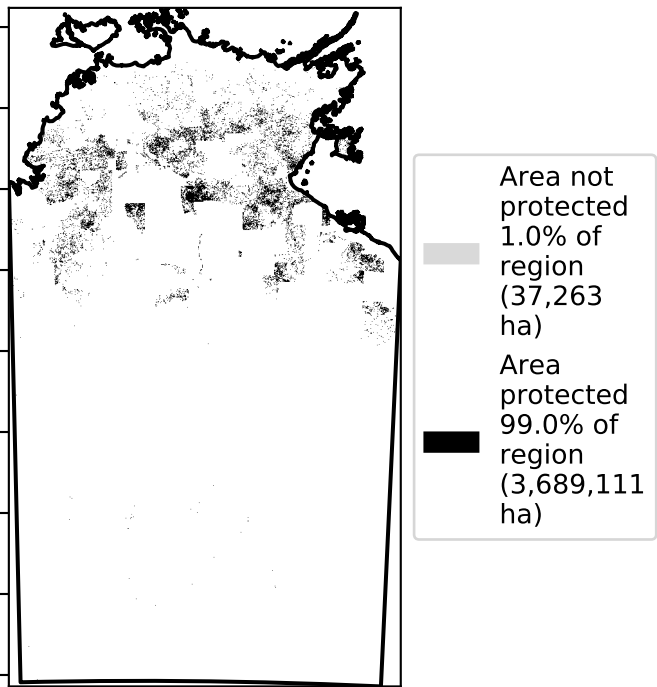 Area not
protected
1.0% of
region
(37,263
ha)
Area
protected
99.0% of
region
(3,689,111
ha)